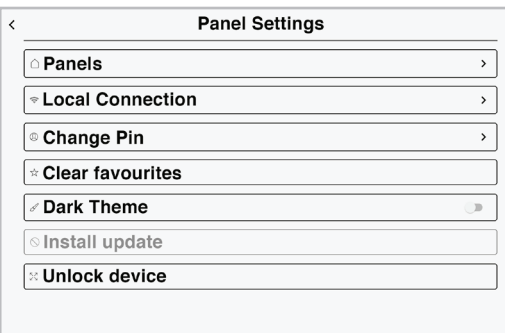 Panel Settings
Panels
Local Connection
Change Pin
Clear favourites
Dark Theme
Install update
Unlock device